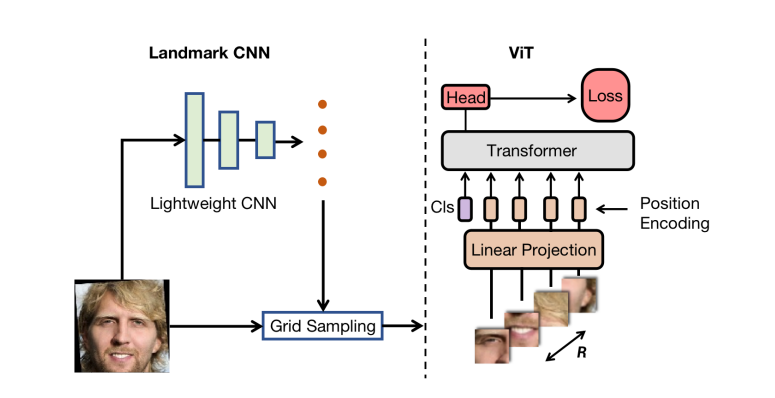 Landmark CNN
Lightweight CNN
Grid Sampling
ViT
Head
Loss
Transformer
Cls
Position
Encoding
Linear Projection
R